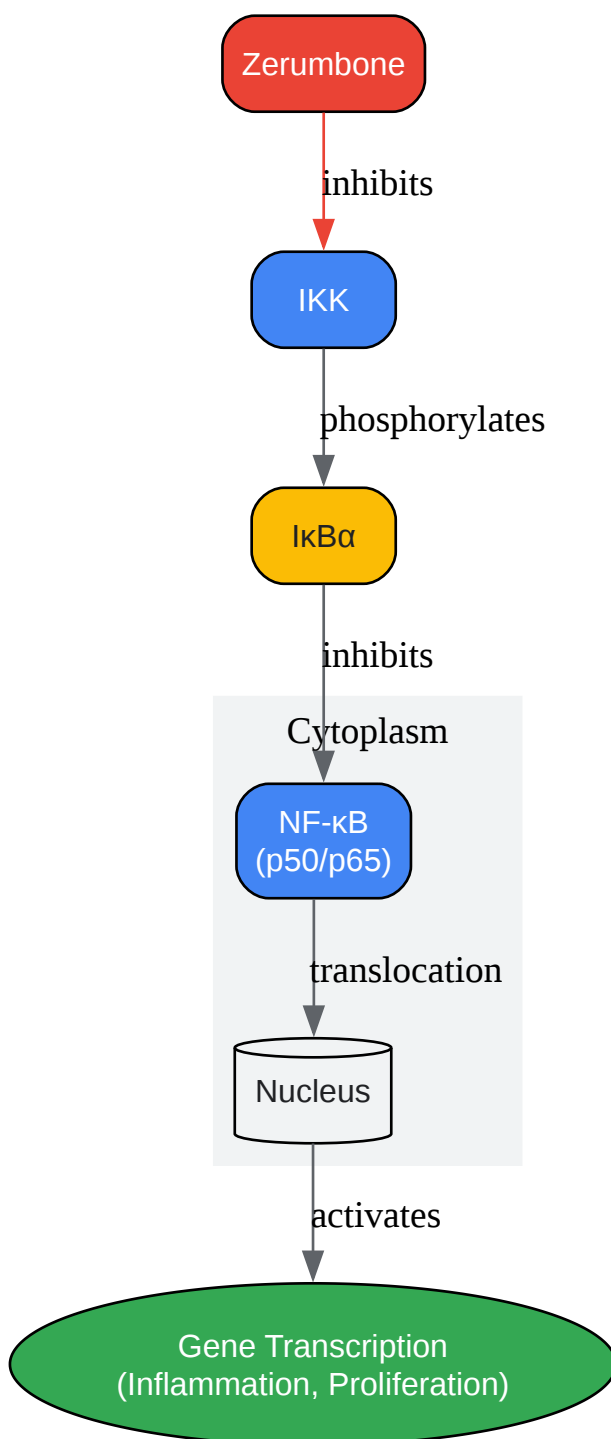 Zerumbone
inhibits
IKK
phosphorylates
IκBα
inhibits
Cytoplasm
NF-κB
(p50/p65)
translocation
Nucleus
activates
Gene Transcription
(Inflammation, Proliferation)